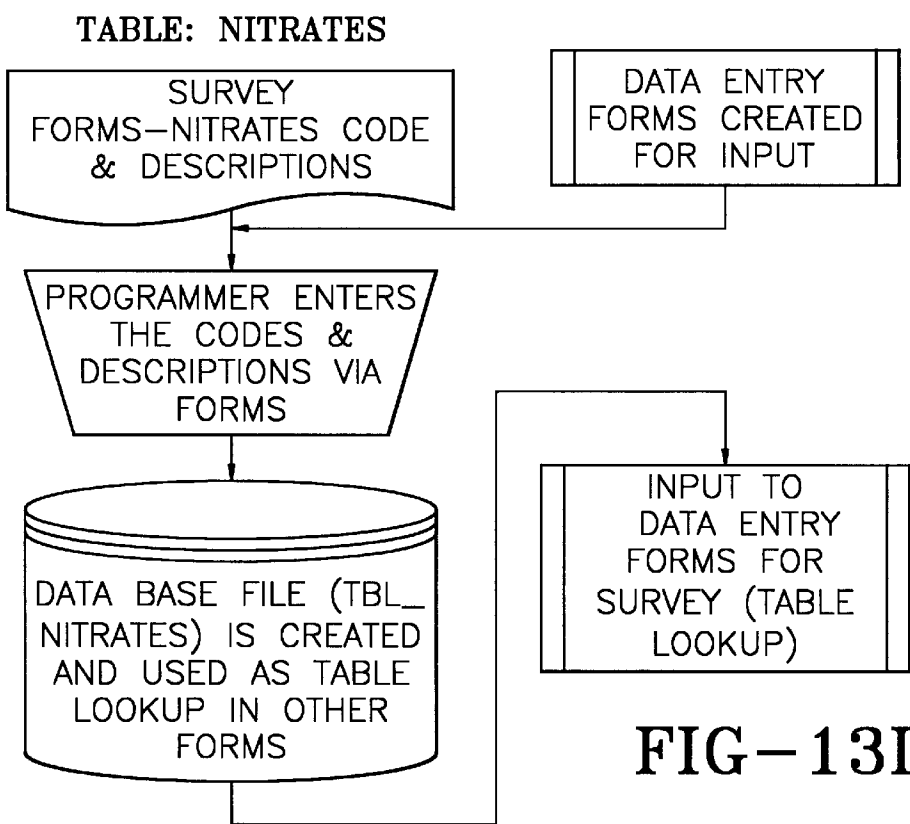 TABLE: NITRATES
SURVEY
FORMS-NITRATES CODE
& DESCRIPTIONS
DATA ENTRY
FORMS CREATED
FOR INPUT
PROGRAMMER ENTERS
THE CODES &
DESCRIPTIONS VIA
FORMS
DATA BASE FILE (TBL_
NITRATES) IS CREATED
AND USED AS TABLE
LOOKUP IN OTHER
FORMS
INPUT TO
DATA ENTRY
FORMS FOR
SURVEY (TABLE
LOOKUP)
FIG-13I